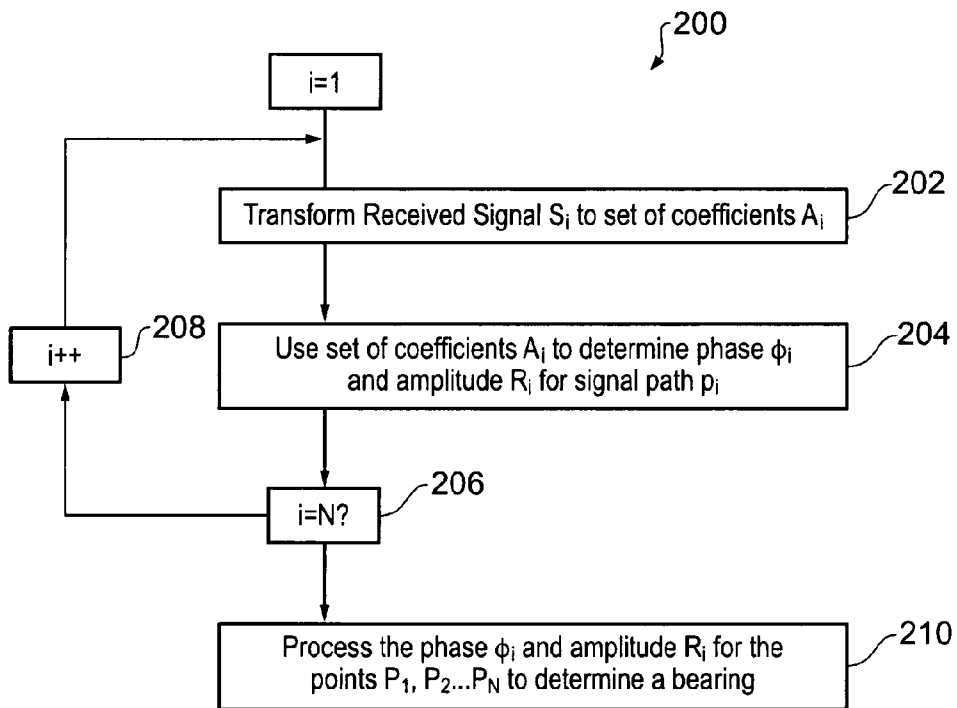 200
i=1
202
Transform Received Signal Sᵢ to set of coefficients Aᵢ
208
i++
204
Use set of coefficients Aᵢ to determine phase ϕᵢ
and amplitude Rᵢ for signal path pᵢ
206
i=N?
210
Process the phase ϕᵢ and amplitude Rᵢ for the
points P₁, P₂...P_N to determine a bearing